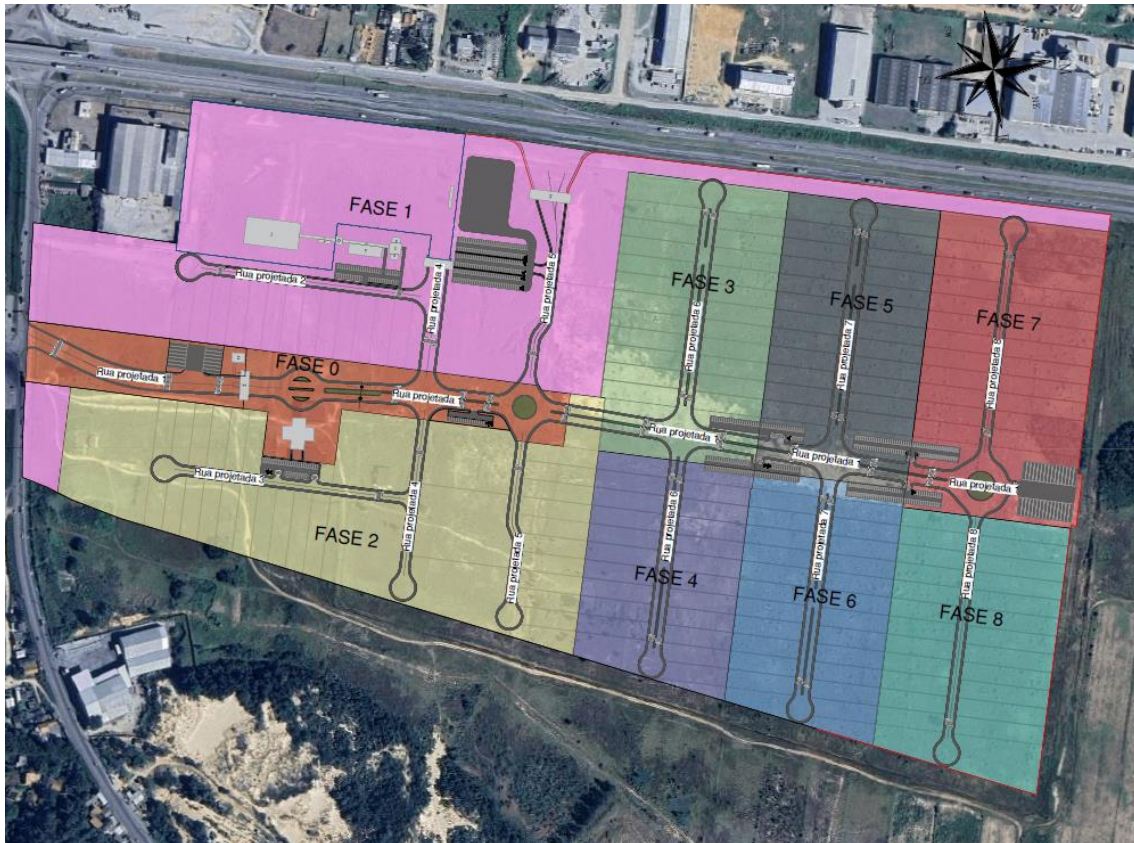 FASE 1
Rua projetada 2
Rua projetada 4
Rua projetada 5
FASE 3
Rua projetada 6
FASE 5
Rua projetada 7
FASE 7
Rua projetada 8
FASE 0
Rua projetada 1
Rua projetada 1
Rua projetada 1
Rua projetada 1
Rua projetada 1
Rua projetada 3
Rua projetada 4
FASE 2
Rua projetada 5
Rua projetada 6
FASE 4
Rua projetada 7
FASE 6
Rua projetada 8
FASE 8